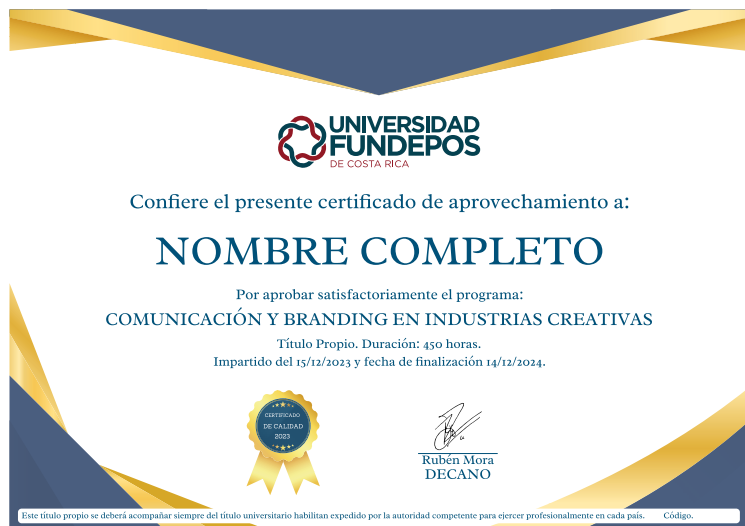 UNIVERSIDAD
FUNDEPOS
DE COSTA RICA
Confiere el presente certificado de aprovechamiento a:
NOMBRE COMPLETO
Por aprobar satisfactoriamente el programa:
COMUNICACIÓN Y BRANDING EN INDUSTRIAS CREATIVAS
Título Propio. Duración: 450 horas.
Impartido del 15/12/2023 y fecha de finalización 14/12/2024.
CERTIFICADO
DE CALIDAD
2023
Rubén Mora
DECANO
Este titulo propio se deberá acompañar siempre del título universitario habilitan expedido por la autoridad competente para ejercer profesionalmente en cada país. Código.